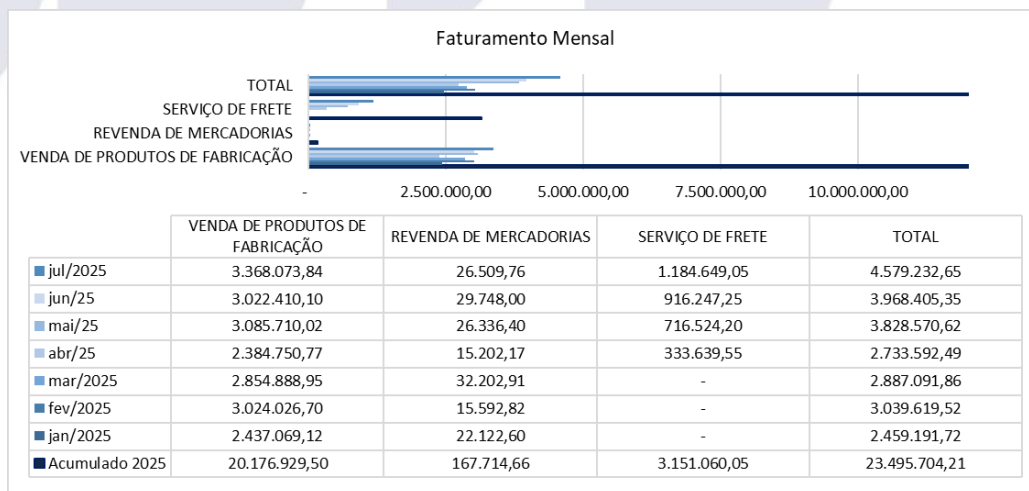 Faturamento Mensal
TOTAL
SERVIÇO DE FRETE
REVENDA DE MERCADORIAS
VENDA DE PRODUTOS DE FABRICAÇÃO
- 2.500.000,00 5.000.000,00 7.500.000,00 10.000.000,00
VENDA DE PRODUTOS DE FABRICAÇÃO REVENDA DE MERCADORIAS SERVIÇO DE FRETE TOTAL
jul/2025 3.368.073,84 26.509,76 1.184.649,05 4.579.232,65
jun/25 3.022.410,10 29.748,00 916.247,25 3.968.405,35
mai/25 3.085.710,02 26.336,40 716.524,20 3.828.570,62
abr/25 2.384.750,77 15.202,17 333.639,55 2.733.592,49
mar/2025 2.854.888,95 32.202,91 - 2.887.091,86
fev/2025 3.024.026,70 15.592,82 - 3.039.619,52
jan/2025 2.437.069,12 22.122,60 - 2.459.191,72
Acumulado 2025 20.176.929,50 167.714,66 3.151.060,05 23.495.704,21